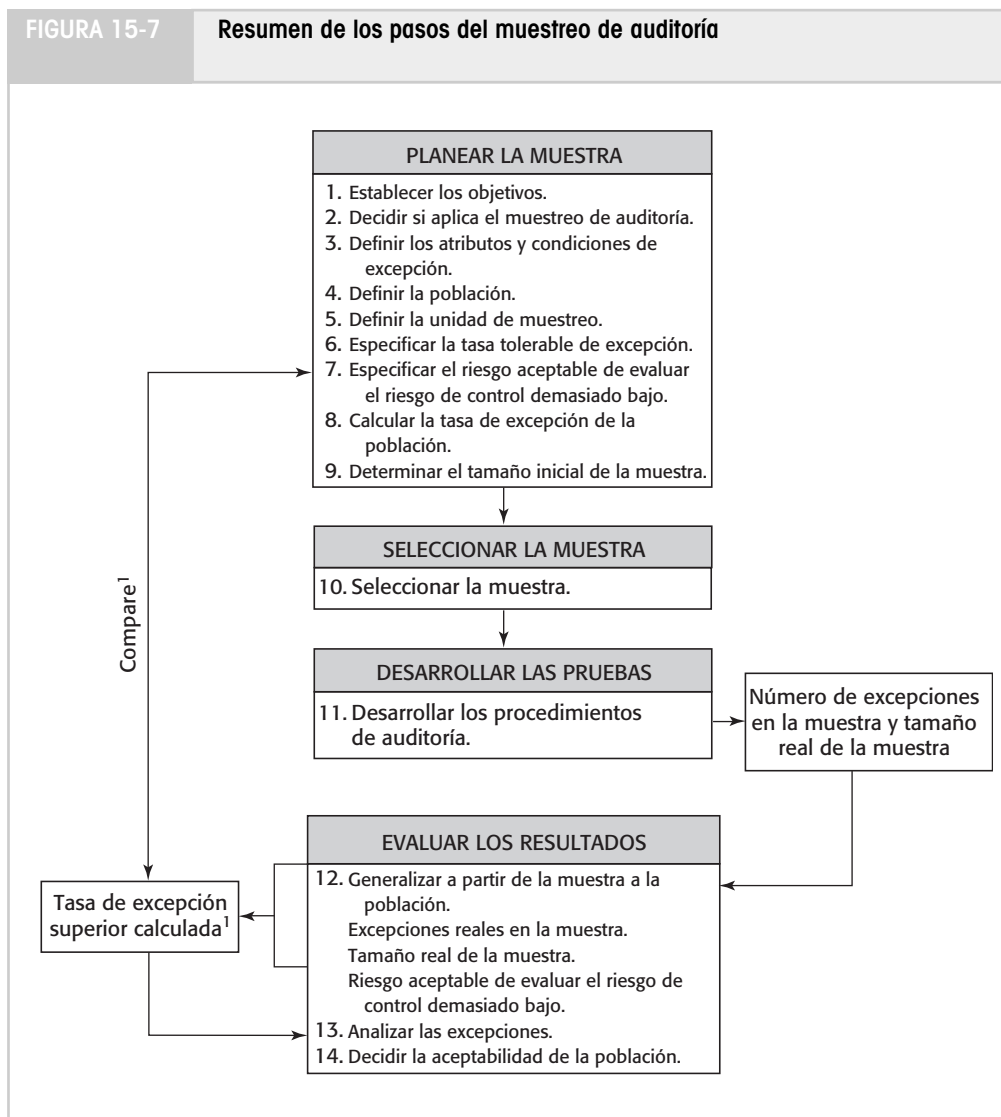 FIGURA 15-7
Resumen de los pasos del muestreo de auditoría
PLANEAR LA MUESTRA
1. Establecer los objetivos.
2. Decidir si aplica el muestreo de auditoría.
3. Definir los atributos y condiciones de
excepción.
4. Definir la población.
5. Definir la unidad de muestreo.
6. Especificar la tasa tolerable de excepción.
7. Especificar el riesgo aceptable de evaluar
el riesgo de control demasiado bajo.
8. Calcular la tasa de excepción de la
población.
9. Determinar el tamaño inicial de la muestra.
SELECCIONAR LA MUESTRA
10. Seleccionar la muestra.
Compare¹
DESARROLLAR LAS PRUEBAS
11. Desarrollar los procedimientos
de auditoría.
Número de excepciones
en la muestra y tamaño
real de la muestra
EVALUAR LOS RESULTADOS
12. Generalizar a partir de la muestra a la
población.
Excepciones reales en la muestra.
Tamaño real de la muestra.
Riesgo aceptable de evaluar el riesgo de
control demasiado bajo.
13. Analizar las excepciones.
14. Decidir la aceptabilidad de la población.
Tasa de excepción
superior calculada¹